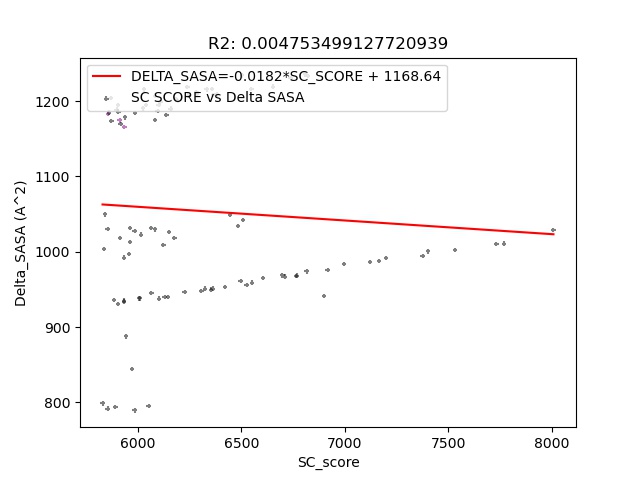 R2: 0.004753499127720939
DELTA_SASA=-0.0182*SC_SCORE + 1168.64
SC SCORE vs Delta SASA
Delta_SASA (A^2)
1200
1100
1000
900
800
6000 6500 7000 7500 8000
SC_score